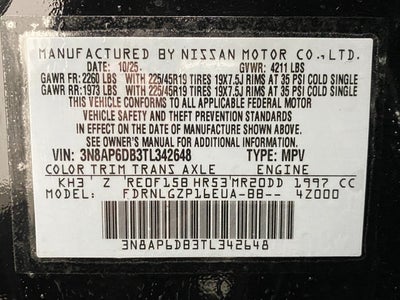 MANUFACTURED BY NISSAN MOTOR CO., LTD.
DATE: 10/25. GVWR: 4211 LBS
GAWR FR: 2260 LBS WITH 225/45R19 TIRES 19X7.5J RIMS AT 35 PSI COLD SINGLE
GAWR RR: 1973 LBS WITH 225/45R19 TIRES 19X7.5J RIMS AT 35 PSI COLD SINGLE
THIS VEHICLE CONFORMS TO ALL APPLICABLE FEDERAL MOTOR
VEHICLE SAFETY AND THEFT PREVENTION STANDARDS IN
EFFECT ON THE DATE OF MANUFACTURE SHOWN ABOVE.
SEE OWNER'S MANUAL FOR ADDITIONAL INFORMATION
VIN: 3N8AP6DB3TL342648 TYPE: MPV
COLOR TRIM TRANS AXLE ENGINE
KH3 ' Z 'RE0F15B HR53'MR20DD 1997 CC
MODEL: FDRNLGZP16EUA-BB-- 4Z000
3N8AP6DB3TL342648